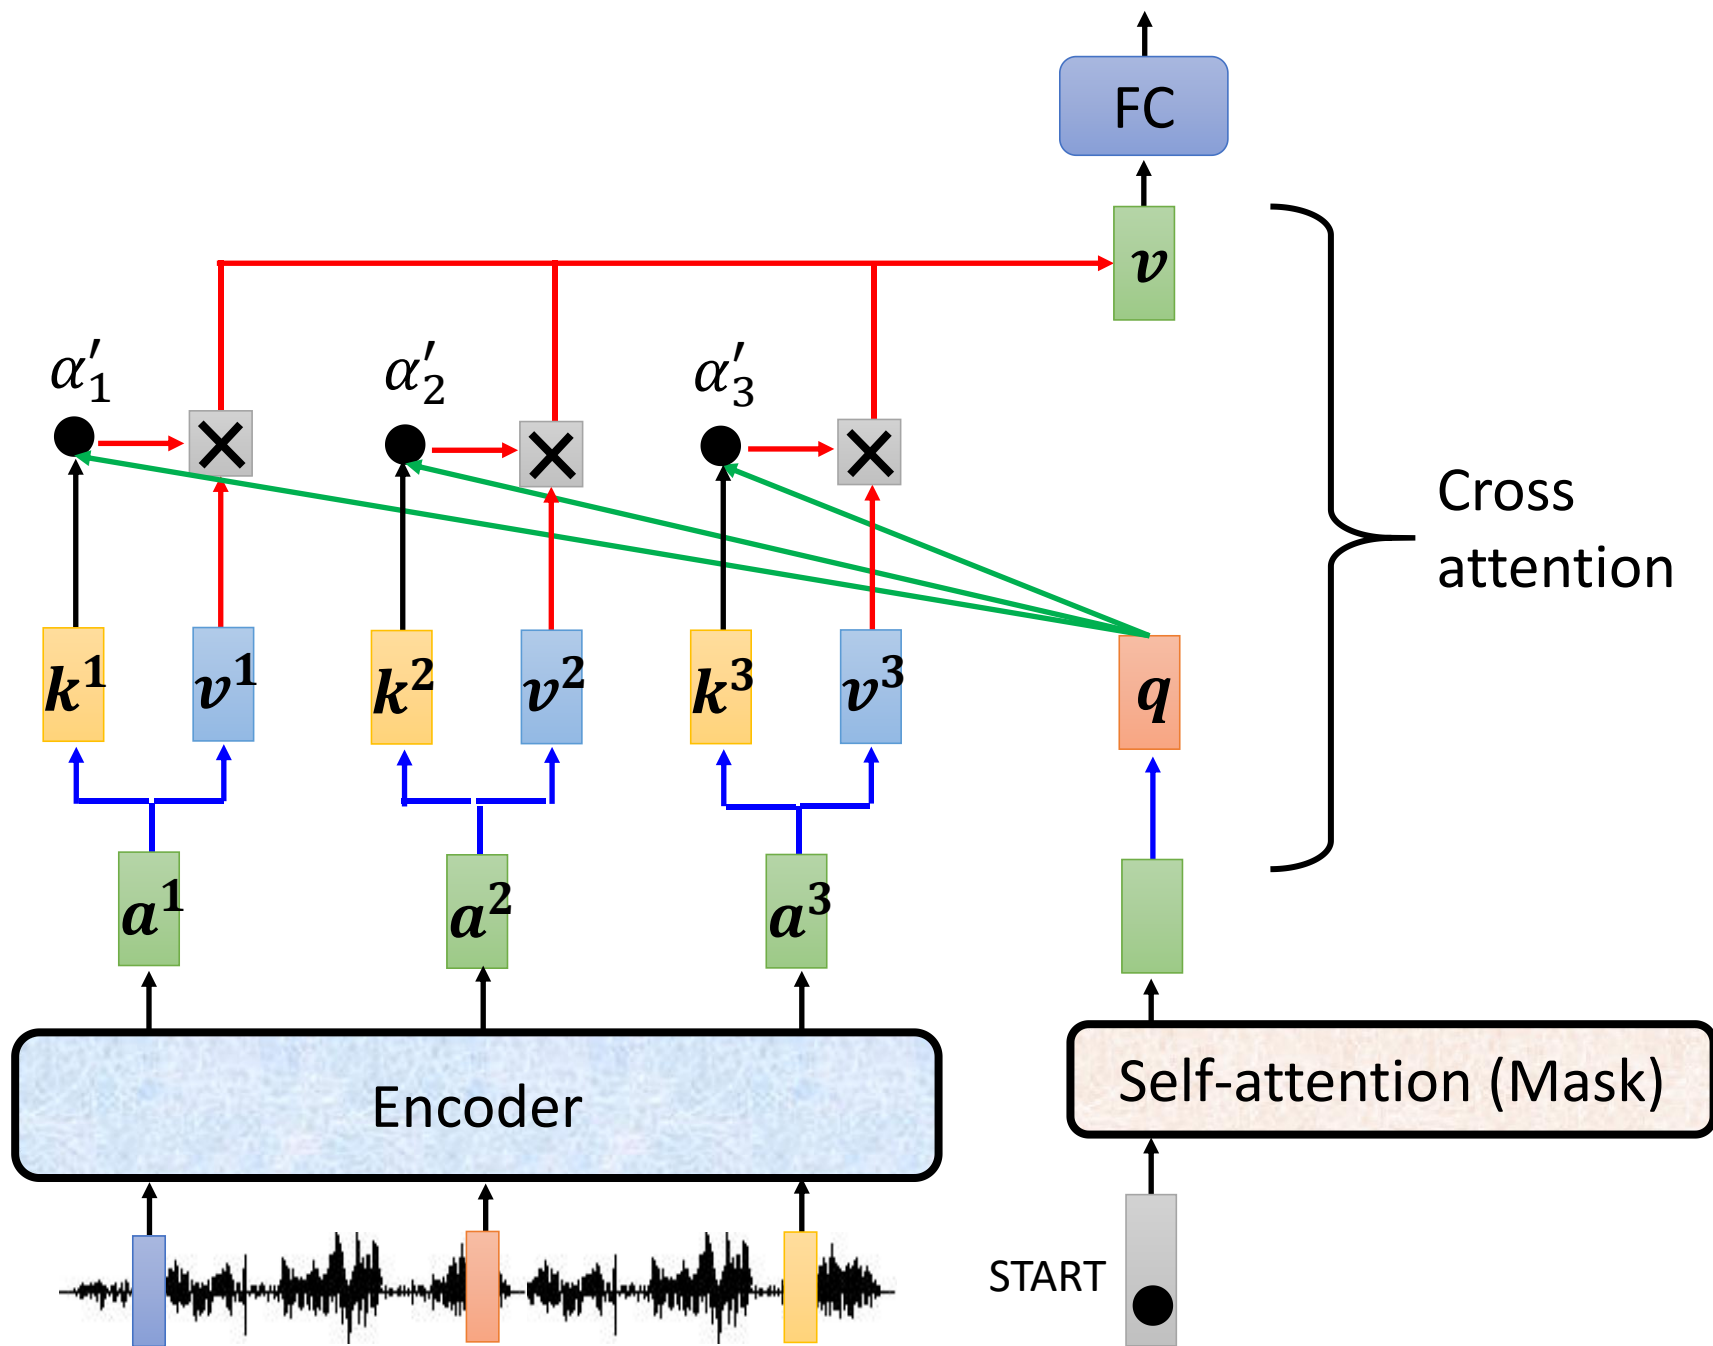 FC
v
α′1
α′2
α′3
Cross
attention
k1
v1
k2
v2
k3
v3
q
a1
a2
a3
Encoder
Self-attention (Mask)
START